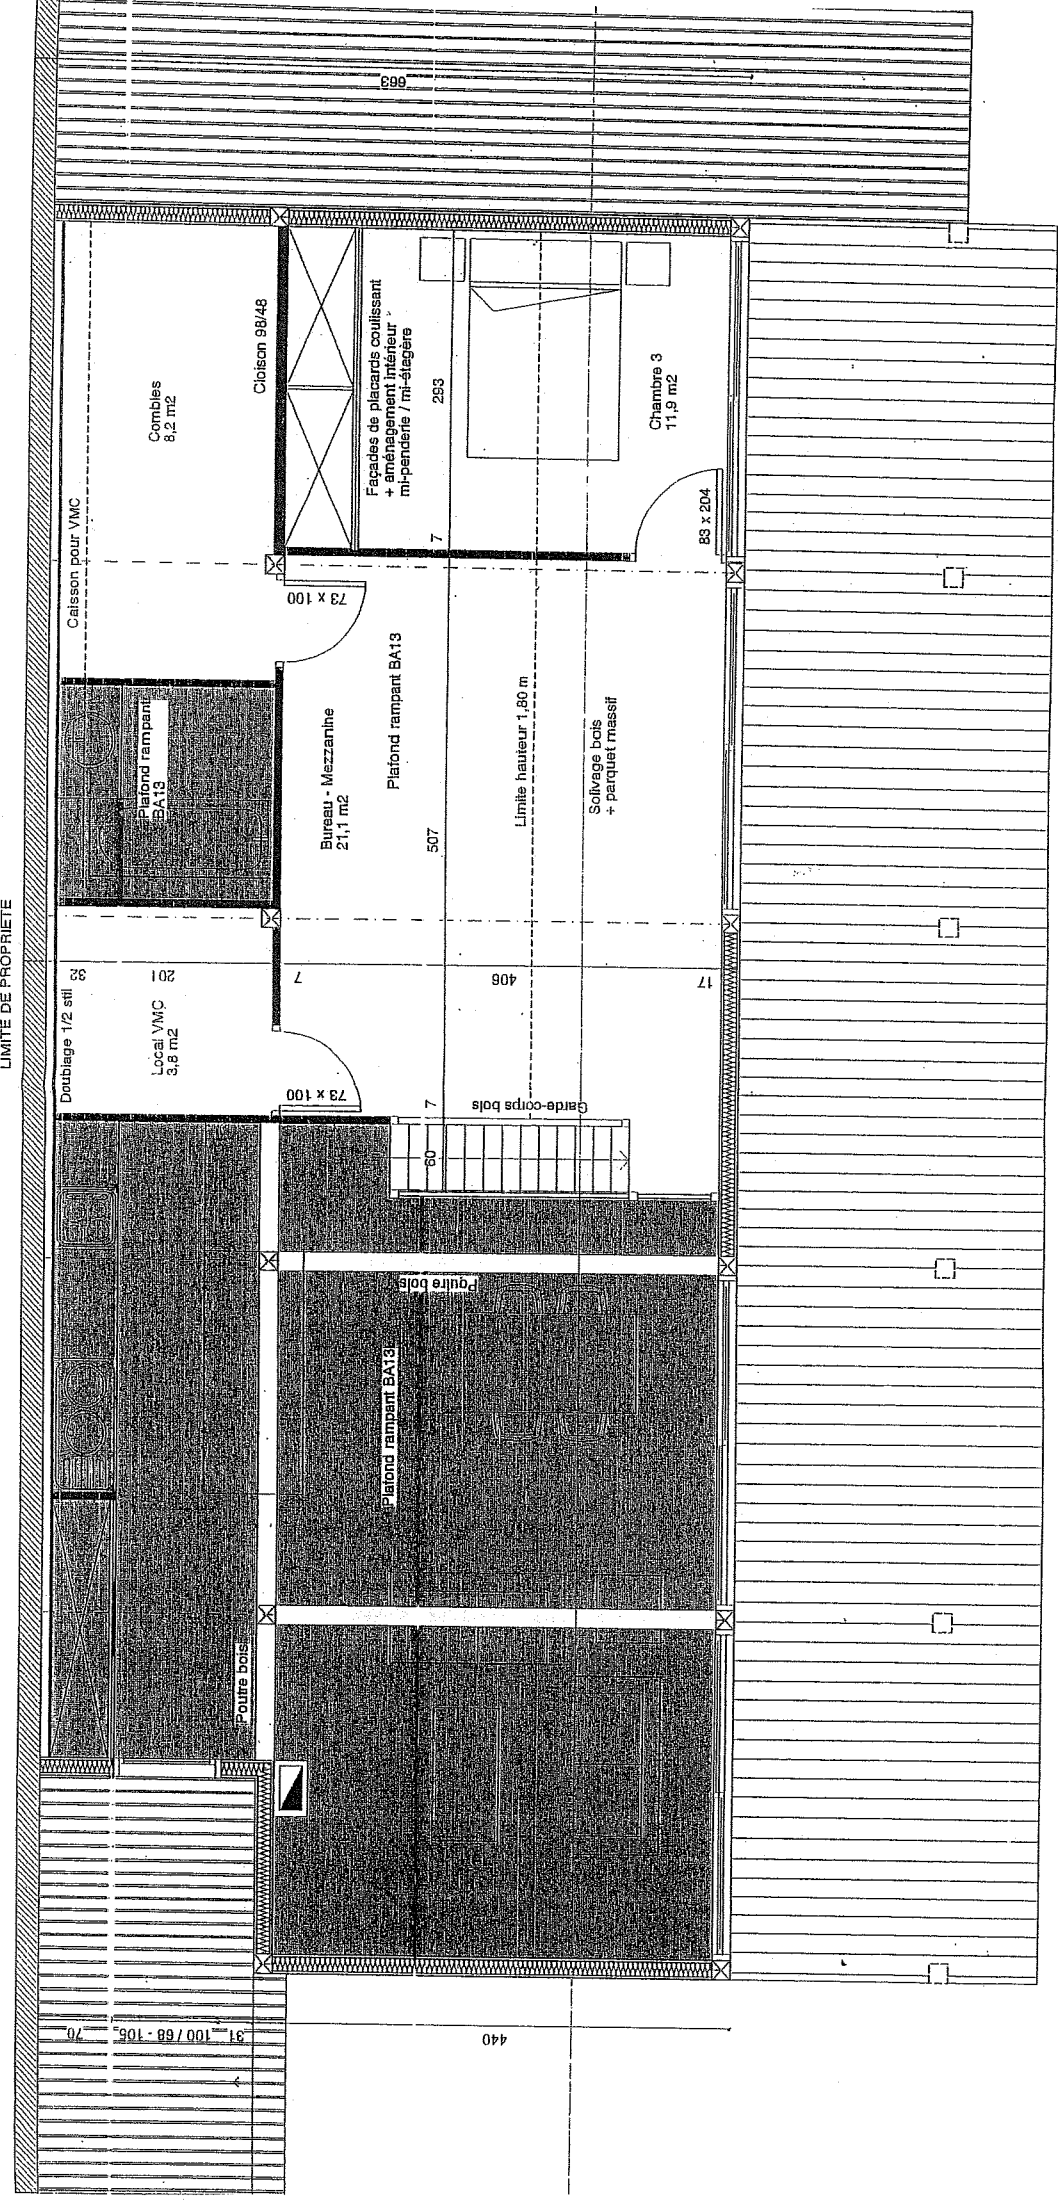 LIMITE DE PROPRIETE
663
Combles
8,2 m2
Cloison 98/48
Caisson pour VMC
Façades de placards coulissant
+ aménagement intérieur
mi-penderie / mi-étagère
293
Chambre 3
11,9 m2
83 x 204
7
73 x 100
Plafond rampant
BA13
Plafond rampant BA13
Bureau - Mezzanine
21,1 m2
Limite hauteur 1,80 m
Solivage bois
+ parquet massif
507
32
201
7
406
17
Doublage 1/2 stil
Local VMC
3,8 m2
73 x 100
7
Garde-corps bois
60
Poutre bois
Plafond rampant BA13
Poutre bois
70
100 / 68 - 105
31
440